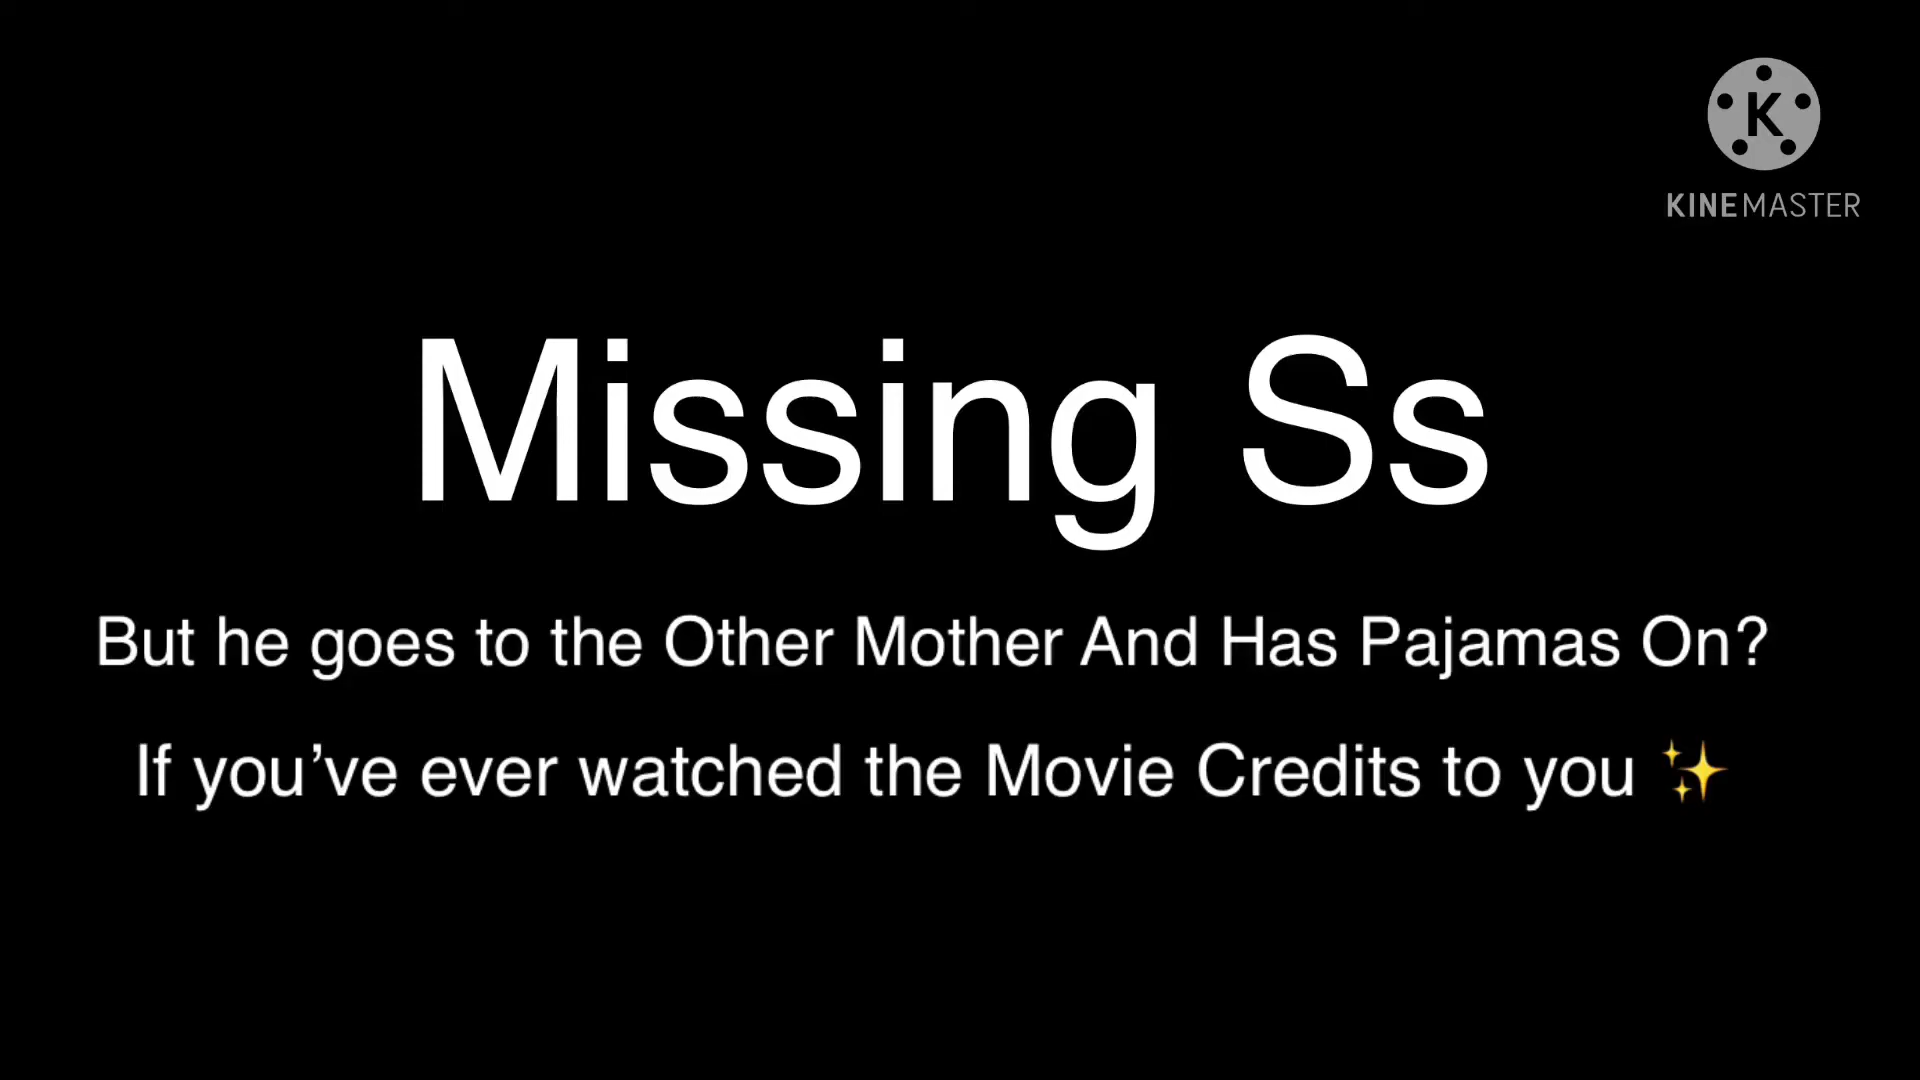 K
KINEMASTER
Missing Ss
But he goes to the Other Mother And Has Pajamas On?
If you’ve ever watched the Movie Credits to you ✨